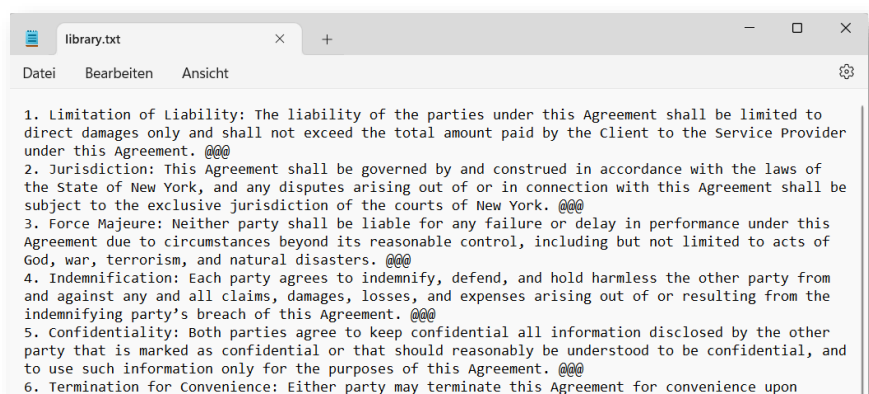 library.txt
Datei Bearbeiten Ansicht
1. Limitation of Liability: The liability of the parties under this Agreement shall be limited to
direct damages only and shall not exceed the total amount paid by the Client to the Service Provider
under this Agreement. @@@
2. Jurisdiction: This Agreement shall be governed by and construed in accordance with the laws of
the State of New York, and any disputes arising out of or in connection with this Agreement shall be
subject to the exclusive jurisdiction of the courts of New York. @@@
3. Force Majeure: Neither party shall be liable for any failure or delay in performance under this
Agreement due to circumstances beyond its reasonable control, including but not limited to acts of
God, war, terrorism, and natural disasters. @@@
4. Indemnification: Each party agrees to indemnify, defend, and hold harmless the other party from
and against any and all claims, damages, losses, and expenses arising out of or resulting from the
indemnifying party’s breach of this Agreement. @@@
5. Confidentiality: Both parties agree to keep confidential all information disclosed by the other
party that is marked as confidential or that should reasonably be understood to be confidential, and
to use such information only for the purposes of this Agreement. @@@
6. Termination for Convenience: Either party may terminate this Agreement for convenience upon